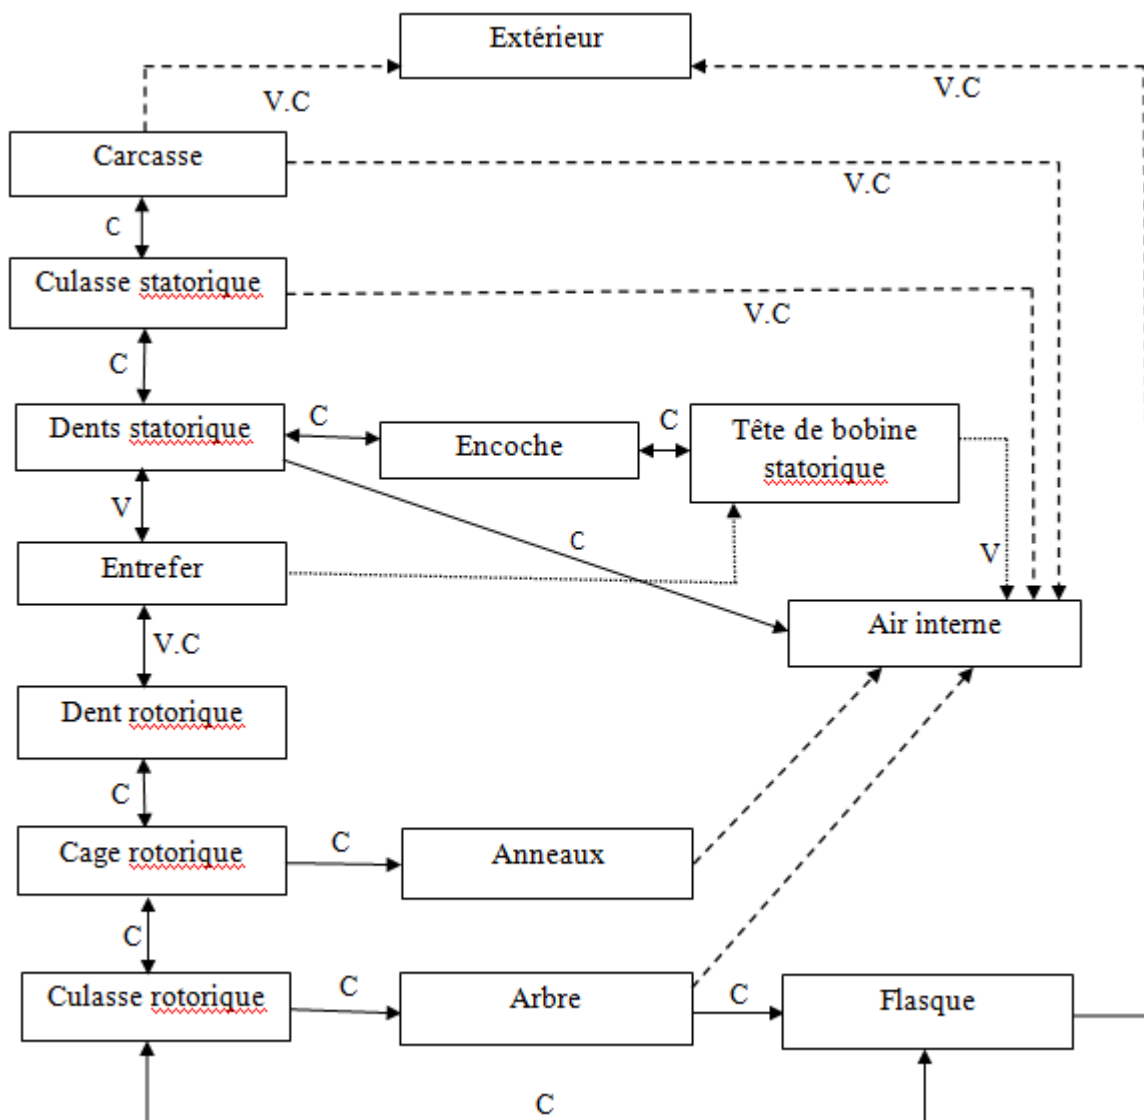 Extérieur
V.C
V.C
Carcasse
V.C
C
Culasse statorique
V.C
C
Dents statorique
C
Encoche
C
Tête de bobine
statorique
V
C
V
Entrefer
Air interne
V.C
Dent rotorique
C
Cage rotorique
C
Anneaux
C
Culasse rotorique
C
Arbre
C
Flasque
C